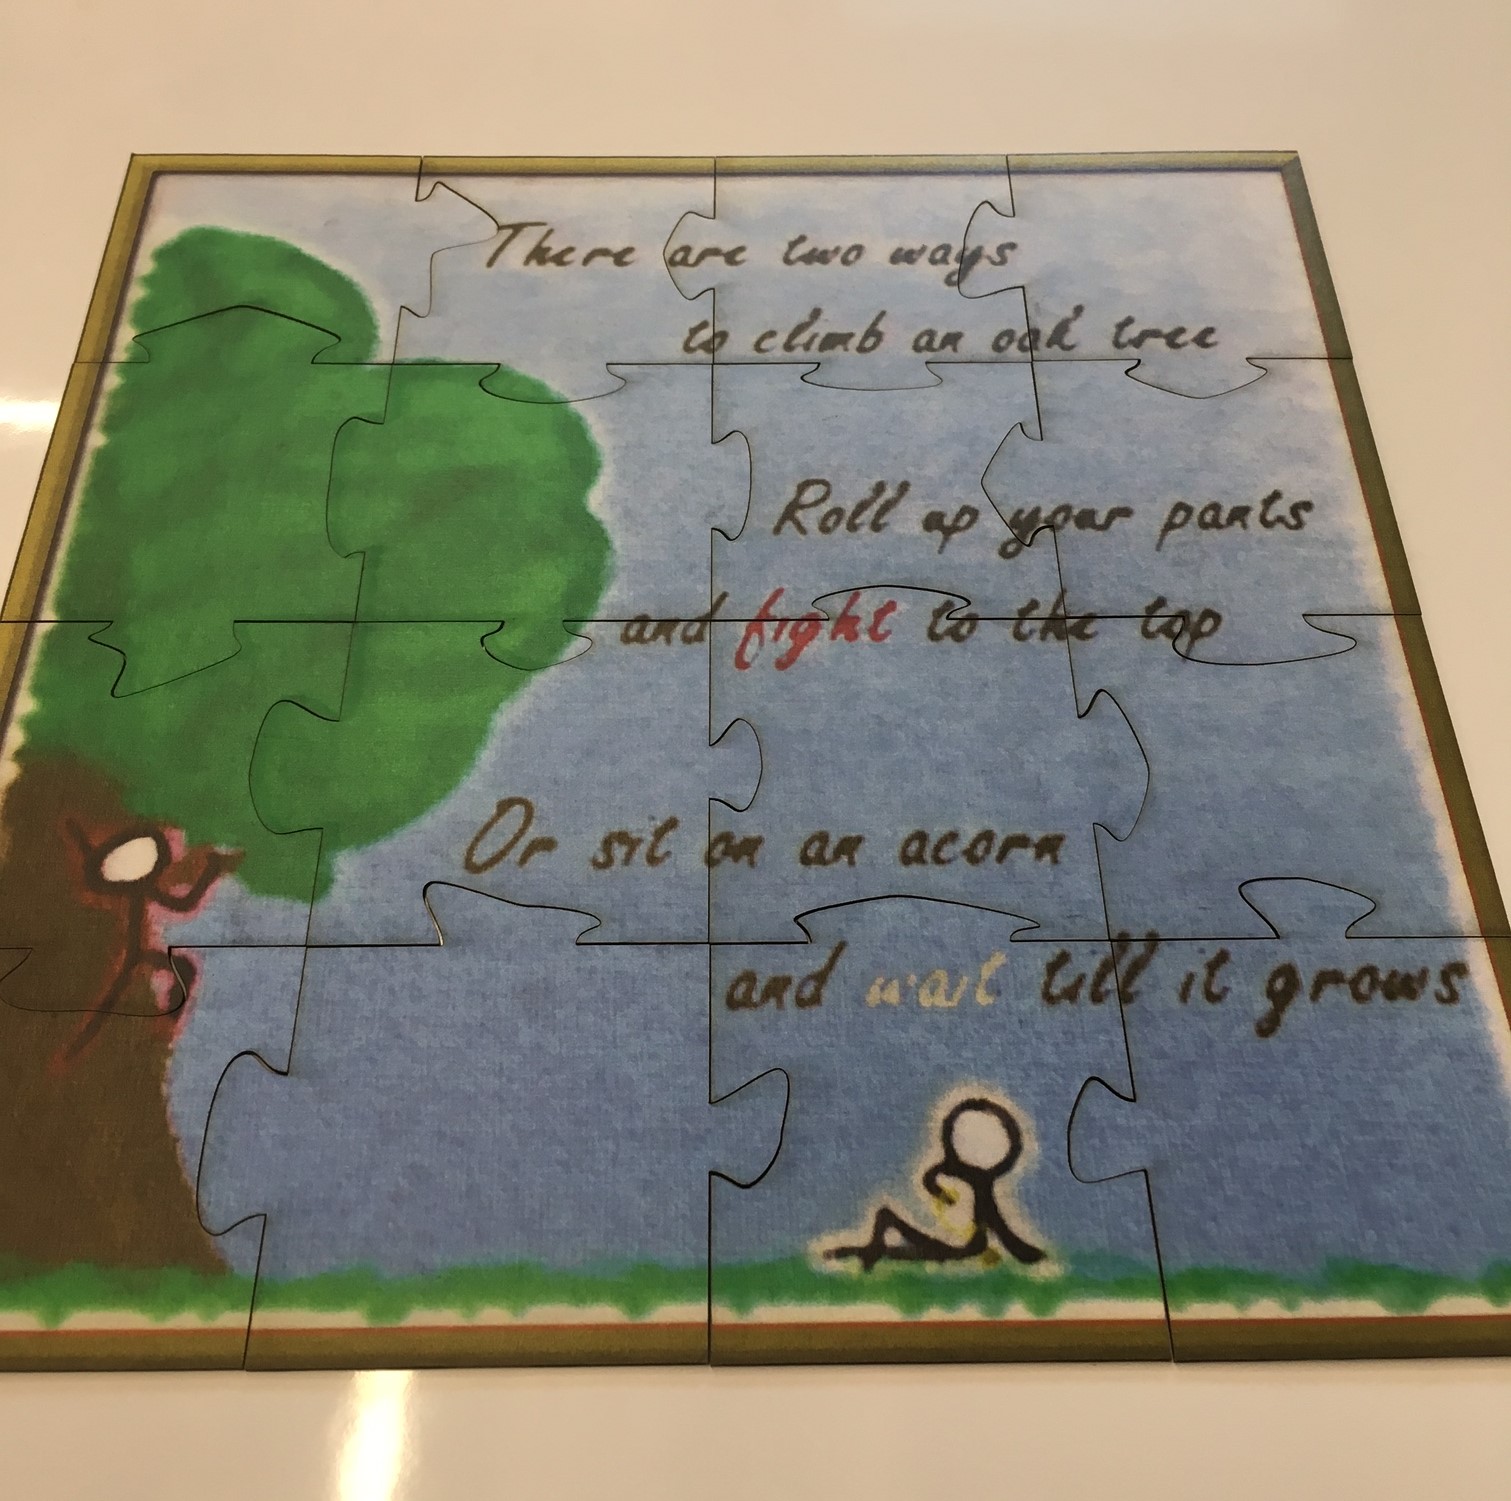 There are two ways
to climb an oak tree
Roll up your pants
and fight to the top
Or sit on an acorn
and wait till it grows